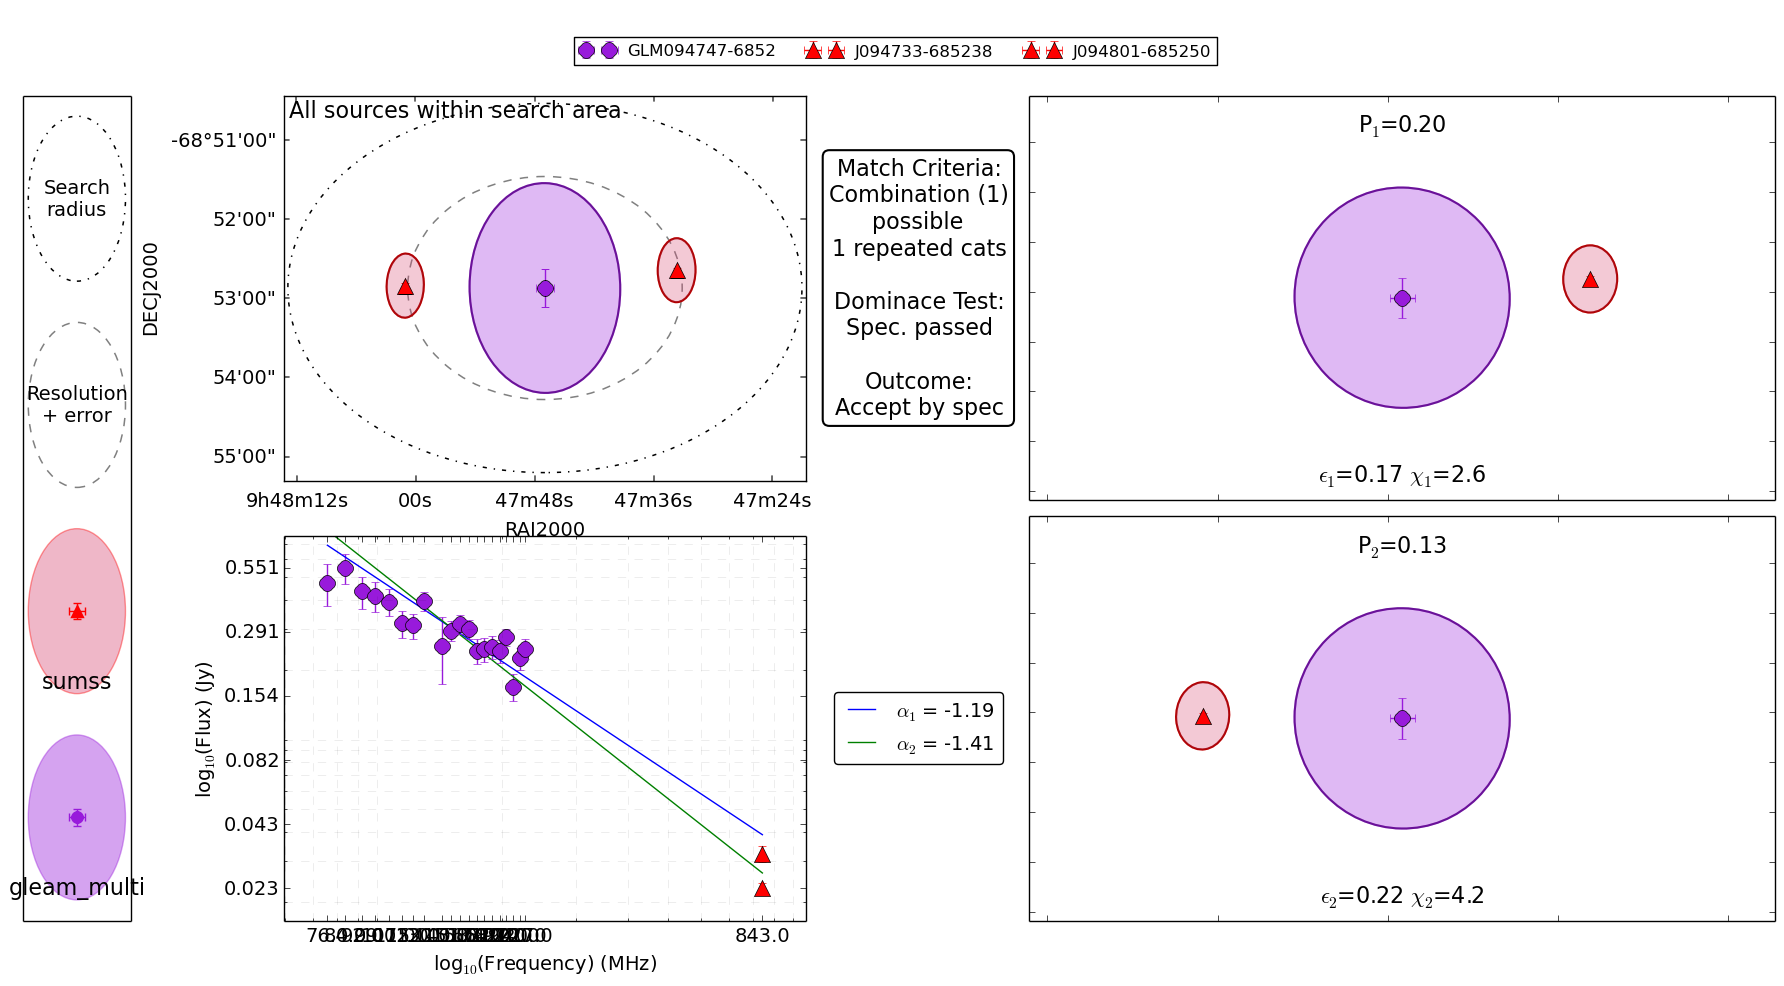 GLM094747-6852 J094733-685238 J094801-685250
All sources within search area
-68°51'00"
52'00"
53'00"
54'00"
55'00"
DECJ2000
9h48m12s 00s 47m48s 47m36s 47m24s
RAJ2000
Search
radius
Resolution
+ error
sumss
gleam_multi
Match Criteria:
Combination (1)
possible
1 repeated cats
Dominace Test:
Spec. passed
Outcome:
Accept by spec
P₁=0.20
ϵ₁=0.17 χ₁=2.6
P₂=0.13
ϵ₂=0.22 χ₂=4.2
0.551
0.291
0.154
0.082
0.043
0.023
log₁₀(Flux) (Jy)
843.0
log₁₀(Frequency) (MHz)
α₁ = -1.19
α₂ = -1.41